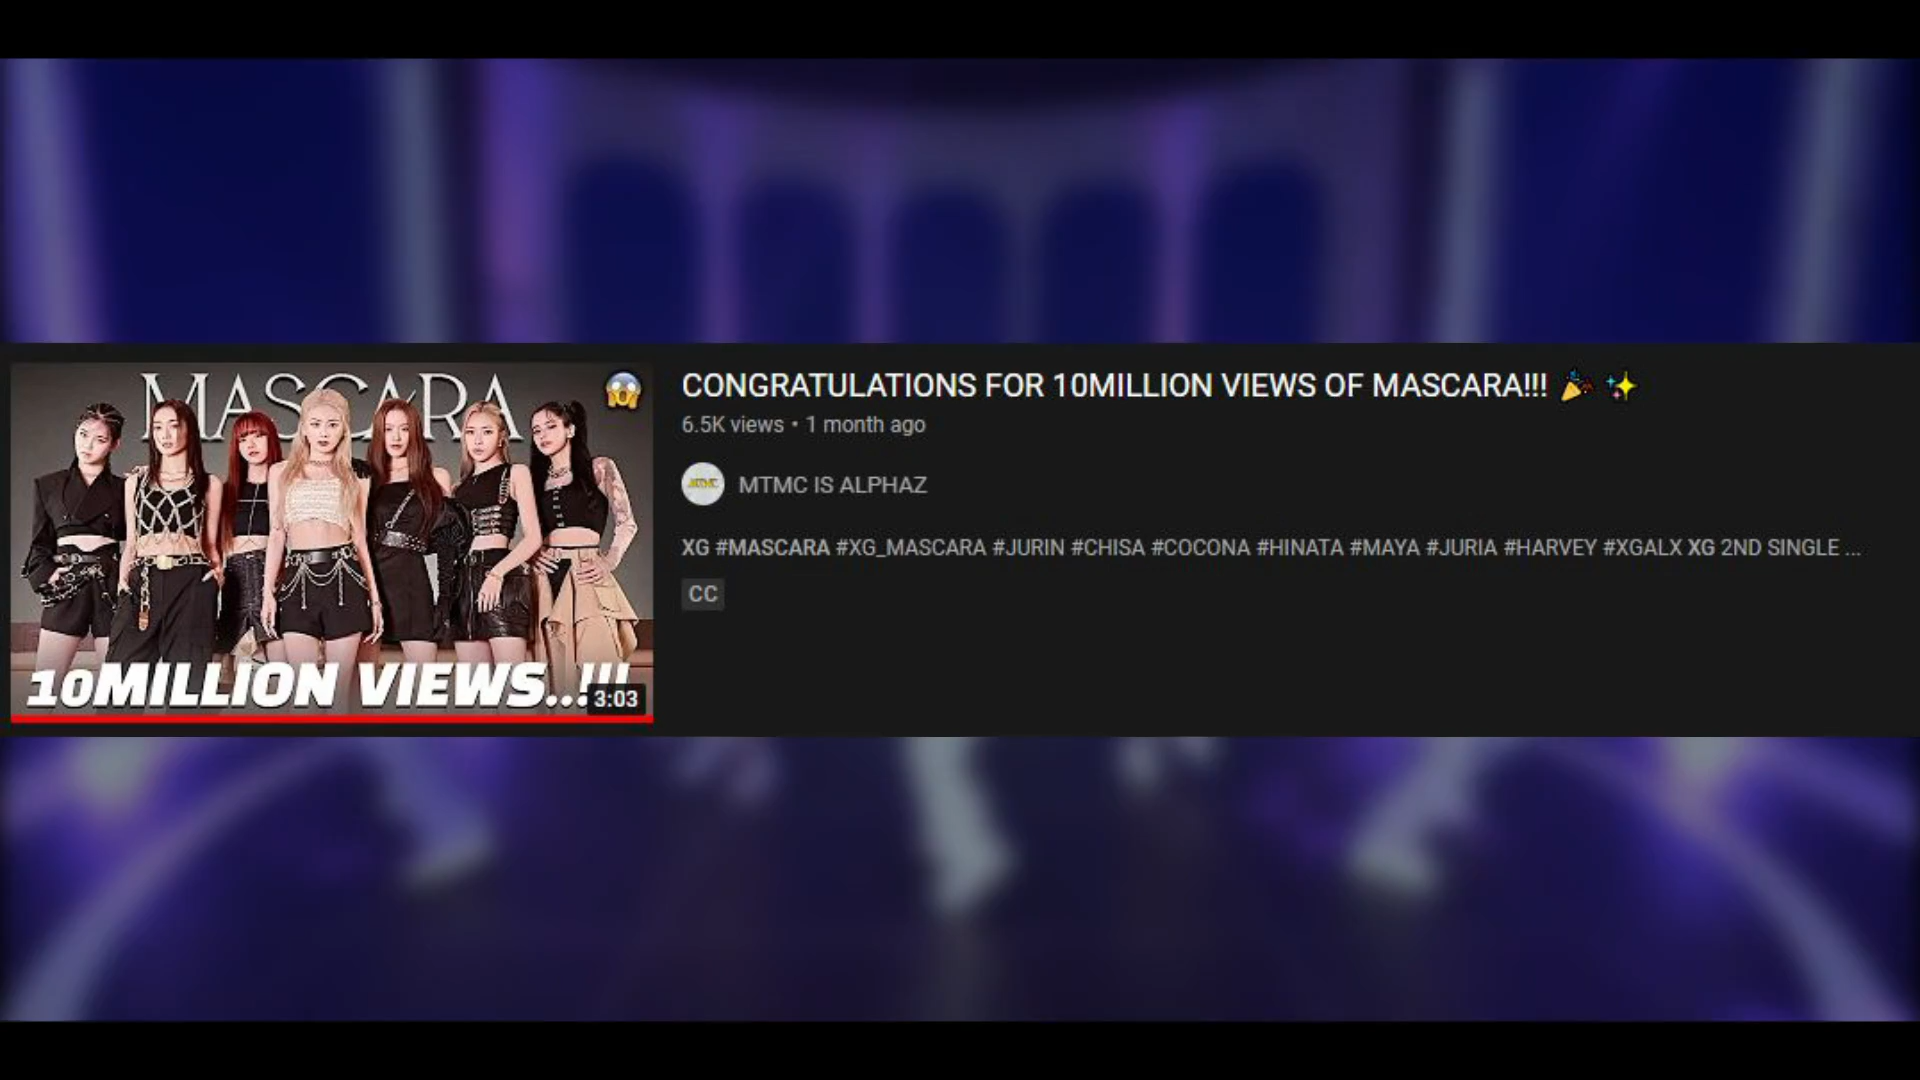 MASCARA
10MILLION VIEWS..!!!
3:03
CONGRATULATIONS FOR 10MILLION VIEWS OF MASCARA!!! 🎉 ✨
6.5K views • 1 month ago
MTMC
MTMC IS ALPHAZ
XG #MASCARA #XG_MASCARA #JURIN #CHISA #COCONA #HINATA #MAYA #JURIA #HARVEY #XGALX XG 2ND SINGLE ...
CC